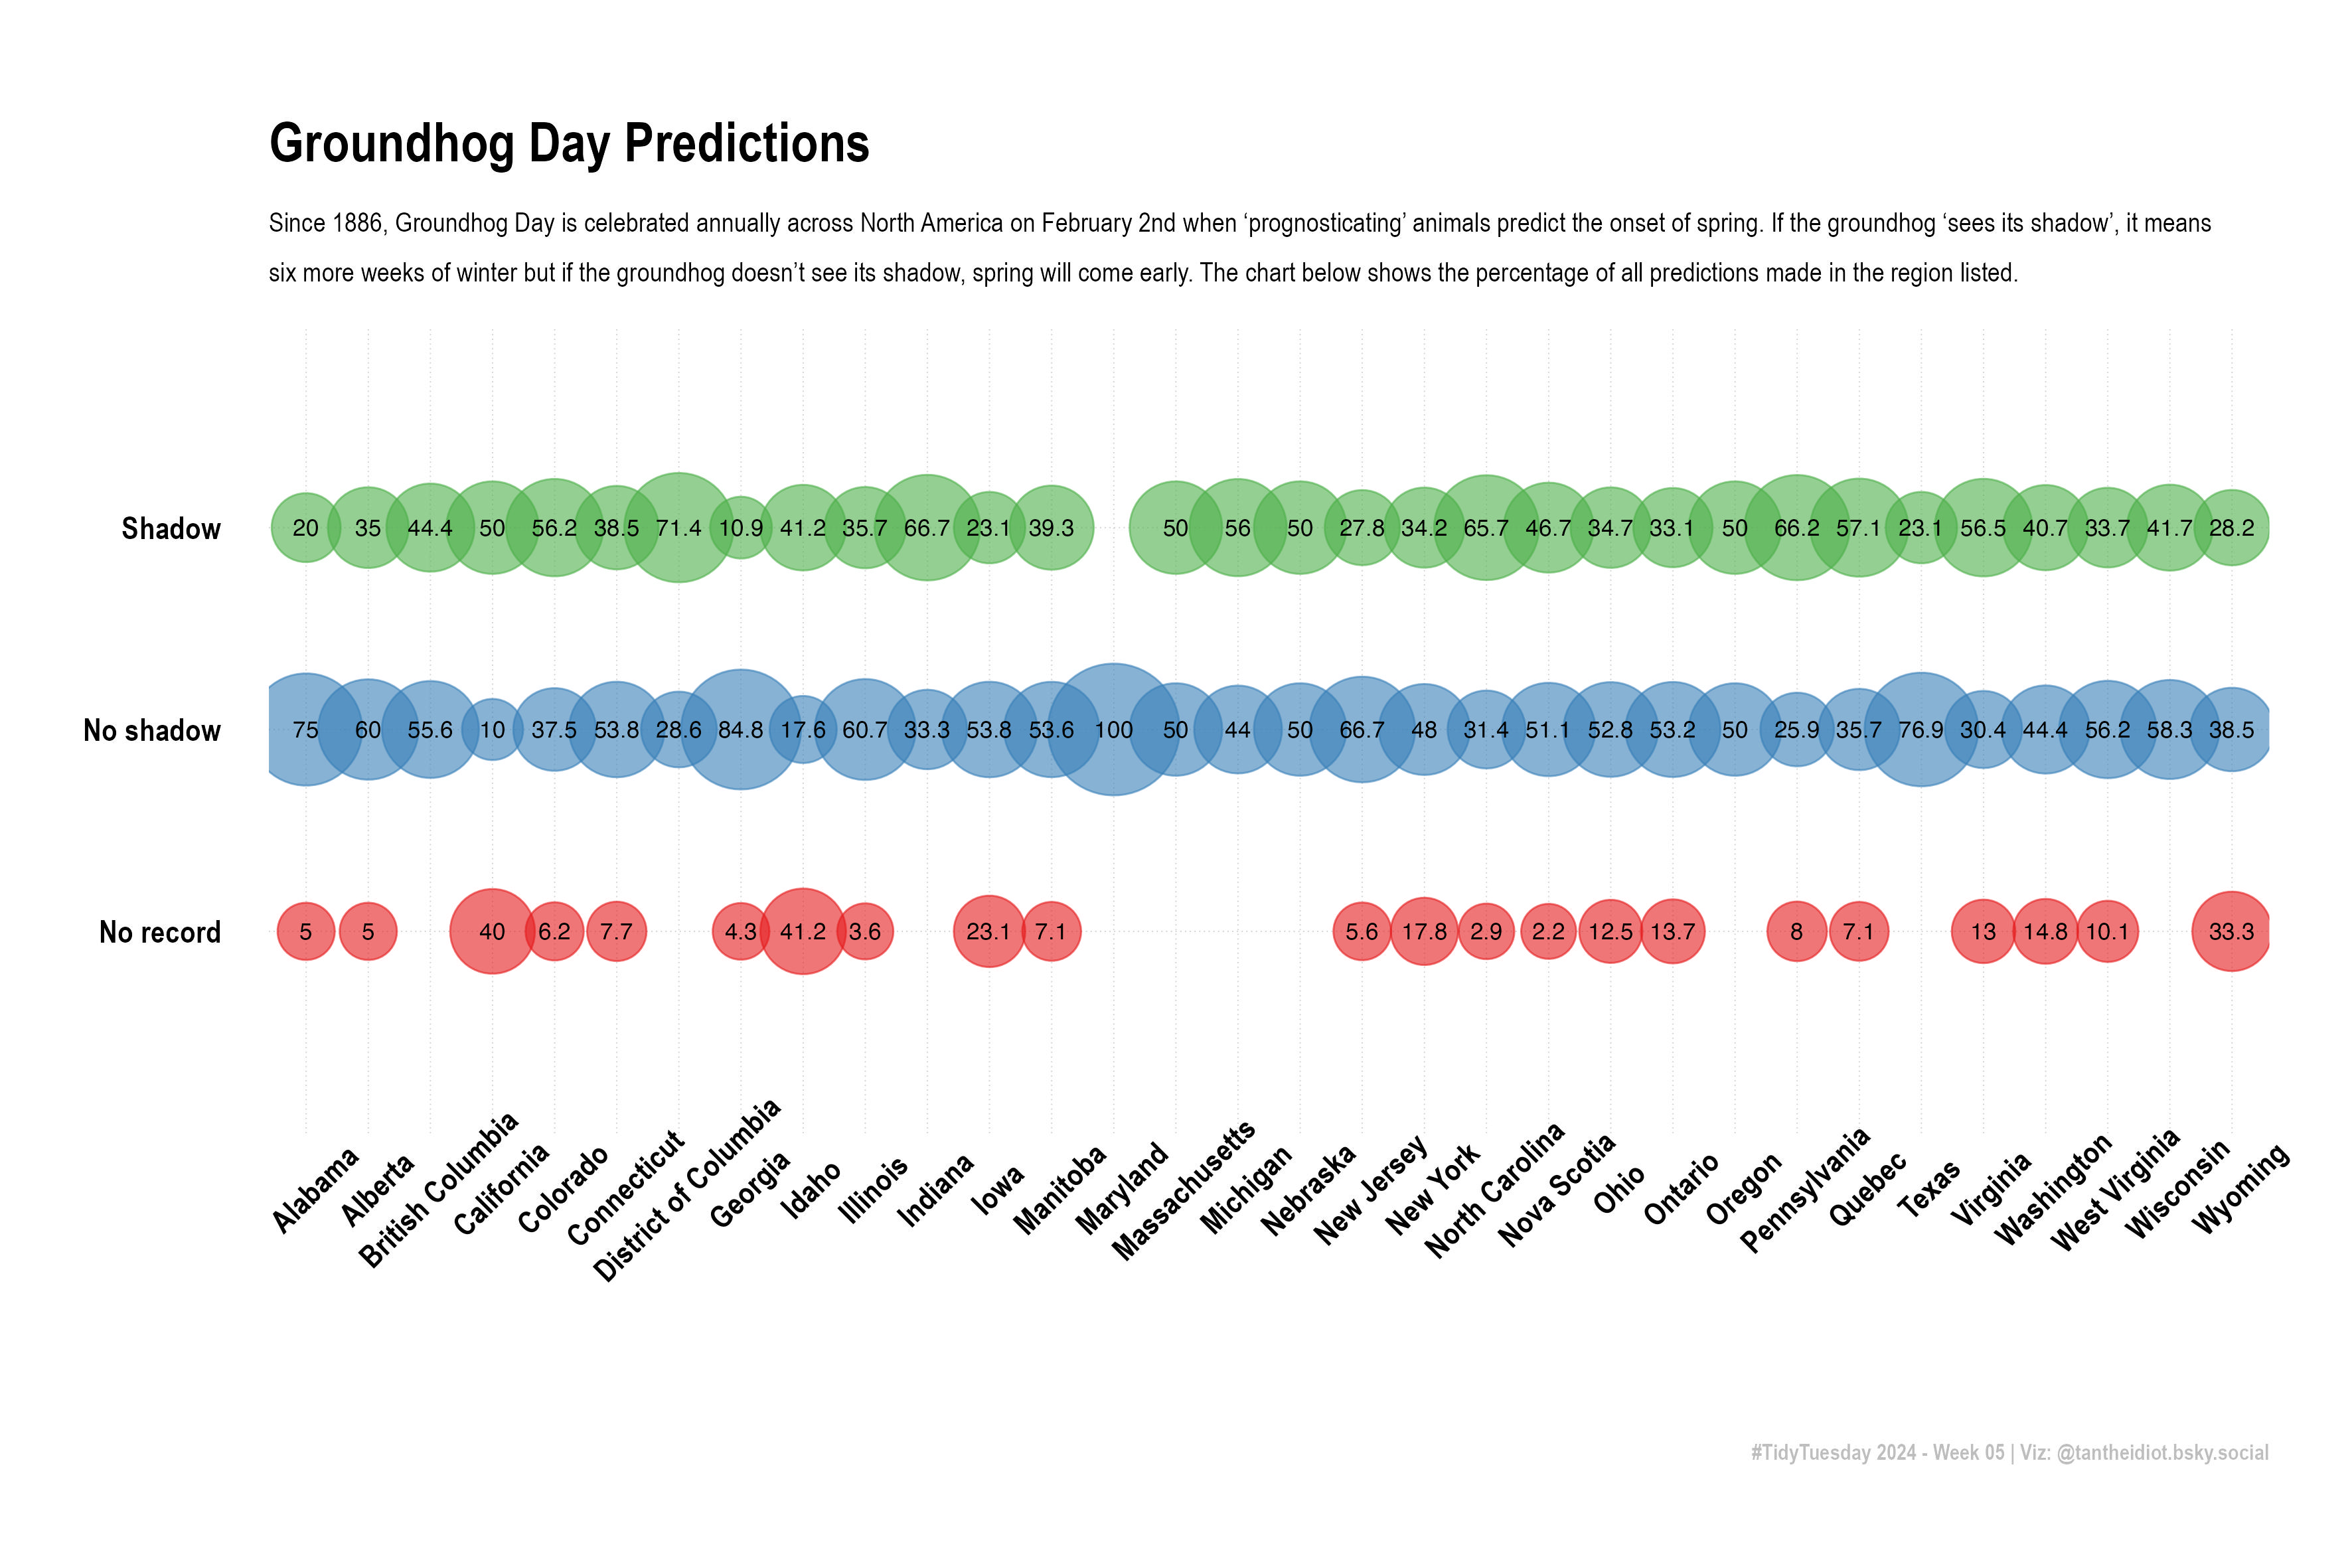 Groundhog Day Predictions
Since 1886, Groundhog Day is celebrated annually across North America on February 2nd when ‘prognosticating’ animals predict the onset of spring. If the groundhog ‘sees its shadow’, it means
six more weeks of winter but if the groundhog doesn’t see its shadow, spring will come early. The chart below shows the percentage of all predictions made in the region listed.
Shadow 20 35 44.4 50 56.2 38.5 71.4 10.9 41.2 35.7 66.7 23.1 39.3 50 56 50 27.8 34.2 65.7 46.7 34.7 33.1 50 66.2 57.1 23.1 56.5 40.7 33.7 41.7 28.2
No shadow 75 60 55.6 10 37.5 53.8 28.6 84.8 17.6 60.7 33.3 53.8 53.6 100 50 44 50 66.7 48 31.4 51.1 52.8 53.2 50 25.9 35.7 76.9 30.4 44.4 56.2 58.3 38.5
No record 5 5 40 6.2 7.7 4.3 41.2 3.6 23.1 7.1 5.6 17.8 2.9 2.2 12.5 13.7 8 7.1 13 14.8 10.1 33.3
Alabama
Alberta
British Columbia
California
Colorado
Connecticut
District of Columbia
Georgia
Idaho
Illinois
Indiana
Iowa
Manitoba
Maryland
Massachusetts
Michigan
Nebraska
New Jersey
New York
North Carolina
Nova Scotia
Ohio
Ontario
Oregon
Pennsylvania
Quebec
Texas
Virginia
Washington
West Virginia
Wisconsin
Wyoming
#TidyTuesday 2024 - Week 05 | Viz: @tantheidiot.bsky.social